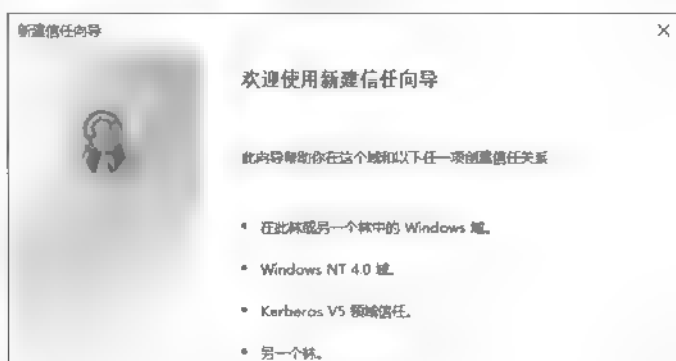 新建信任向导
欢迎使用新建信任向导
此向导帮助你在这个域和以下任一项创建信任关系
• 在此林或另一个林中的 Windows 域。
• Windows NT 4.0 域。
• Kerberos V5 领域信任。
• 另一个林。